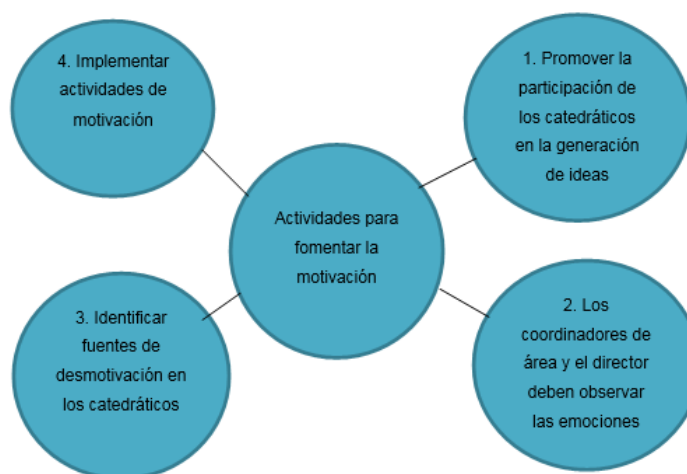 4. Implementar
actividades de
motivación
1. Promover la
participación de
los catedráticos
en la generación
de ideas
Actividades para
fomentar la
motivación
3. Identificar
fuentes de
desmotivación en
los catedráticos
2. Los
coordinadores de
área y el director
deben observar
las emociones